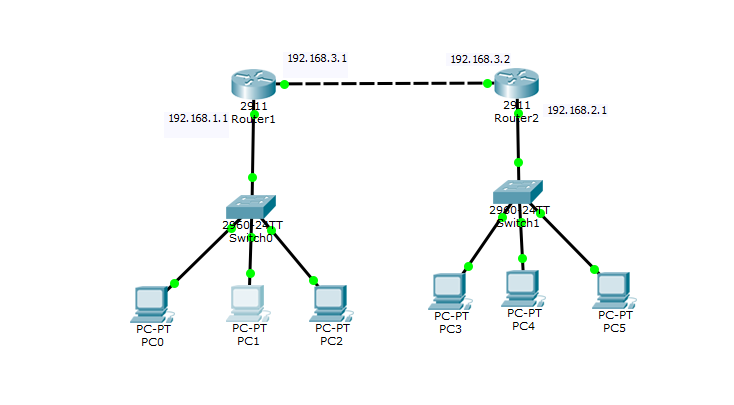 192.168.3.1
192.168.3.2
2911
Router1
2911
Router2
192.168.1.1
192.168.2.1
2960-24TT
Switch0
2960-24TT
Switch1
PC-PT
PC0
PC-PT
PC1
PC-PT
PC2
PC-PT
PC3
PC-PT
PC4
PC-PT
PC5